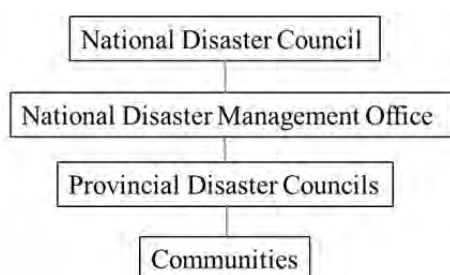 National Disaster Council
National Disaster Management Office
Provincial Disaster Councils
Communities